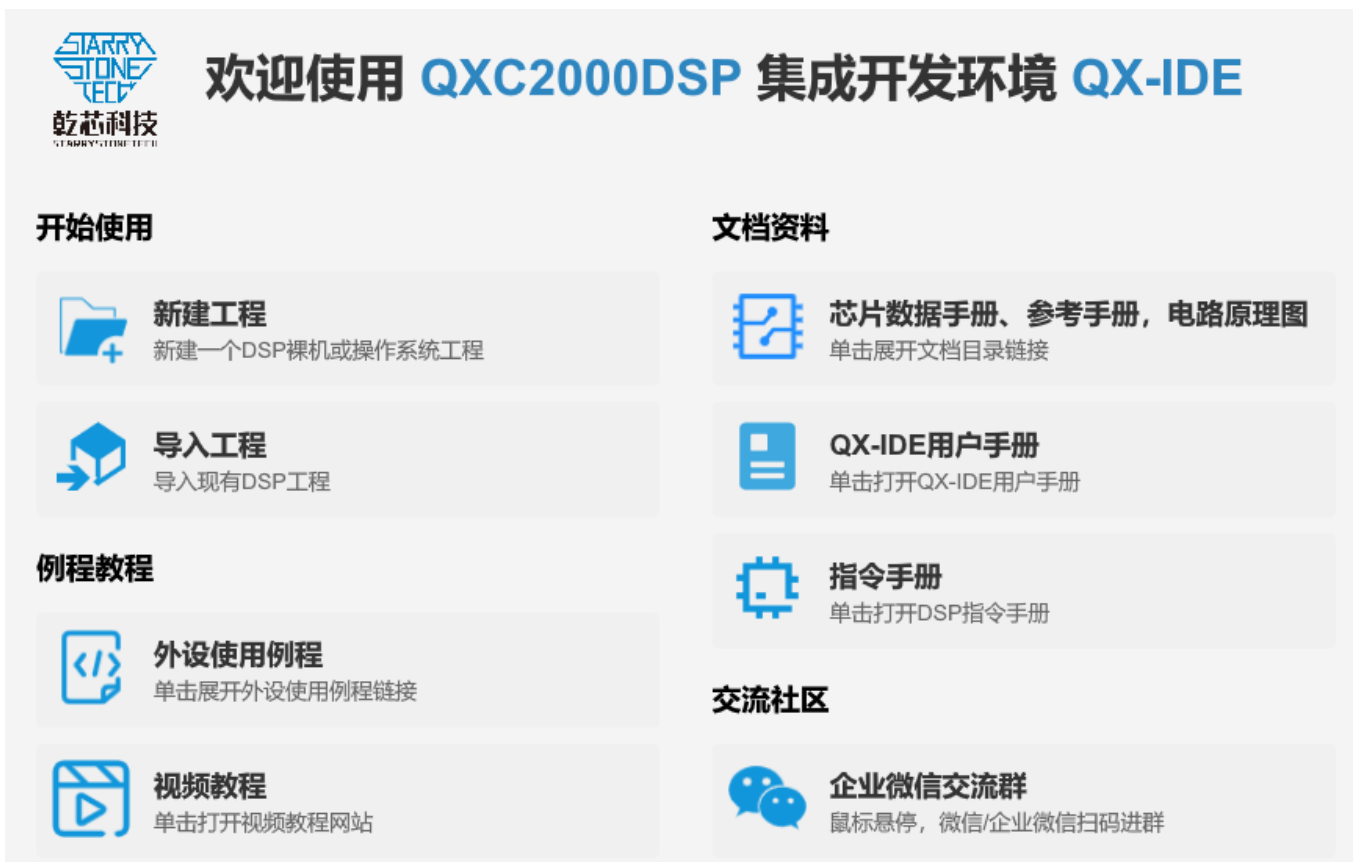 STARRY
STONE
TECH
乾芯科技
STARRYSTONETECH
欢迎使用 QXC2000DSP 集成开发环境 QX-IDE
开始使用
新建工程
新建一个DSP裸机或操作系统工程
导入工程
导入现有DSP工程
例程教程
外设使用例程
单击展开外设使用例程链接
视频教程
单击打开视频教程网站
文档资料
芯片数据手册、参考手册，电路原理图
单击展开文档目录链接
QX-IDE用户手册
单击打开QX-IDE用户手册
指令手册
单击打开DSP指令手册
交流社区
企业微信交流群
鼠标悬停，微信/企业微信扫码进群